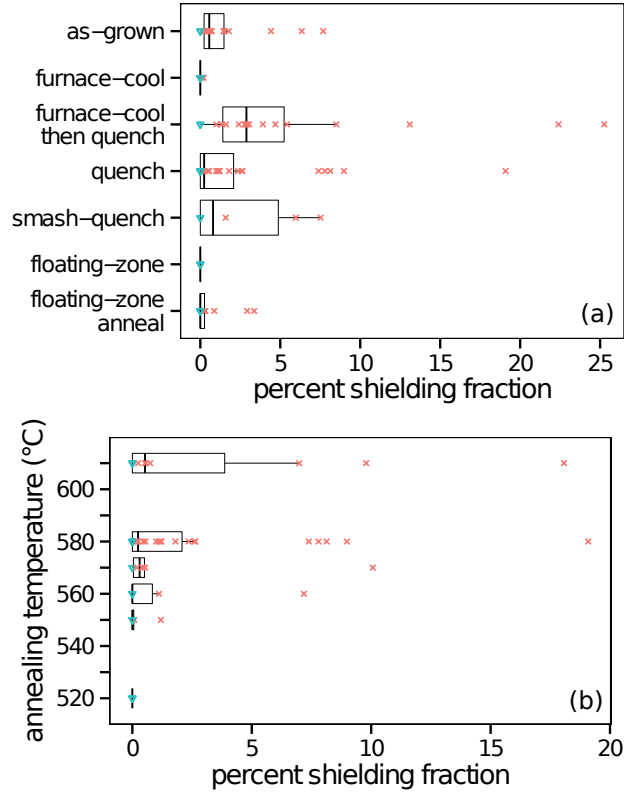 as−grown
furnace−cool
furnace−cool
then quench
quench
smash−quench
floating−zone
floating−zone
anneal
(a)
0 5 10 15 20 25
percent shielding fraction
annealing temperature (°C)
600
580
560
540
520
(b)
0 5 10 15 20
percent shielding fraction